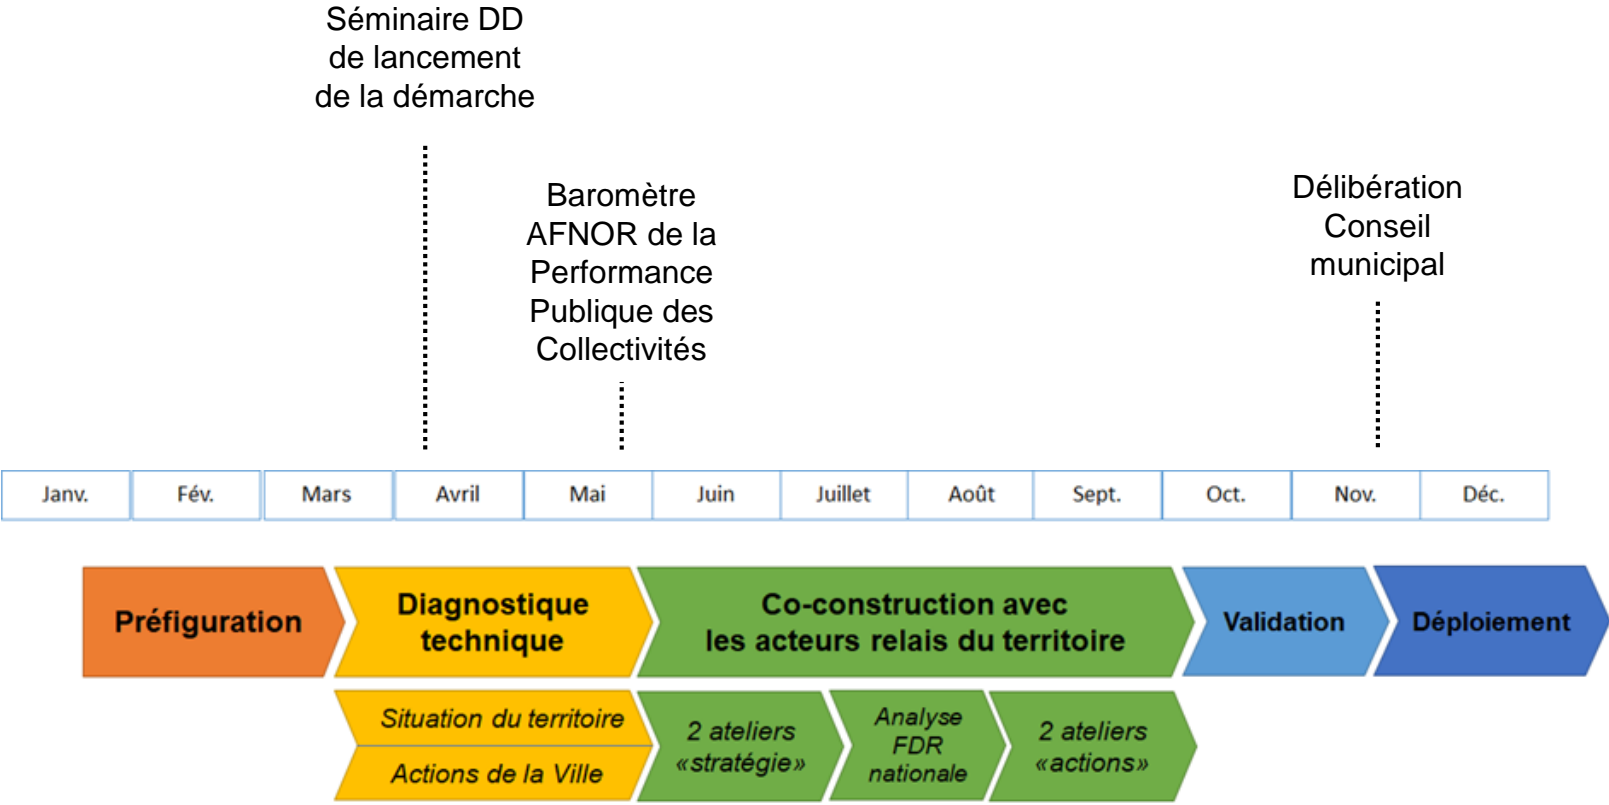 Séminaire DD
de lancement
de la démarche
Baromètre
AFNOR de la
Performance
Publique des
Collectivités
Délibération
Conseil
municipal
Janv. Fév. Mars Avril Mai Juin Juillet Août Sept. Oct. Nov. Déc.
Préfiguration
Diagnostique
technique
Co-construction avec
les acteurs relais du territoire
Validation
Déploiement
Situation du territoire
Actions de la Ville
2 ateliers
«stratégie»
Analyse
FDR
nationale
2 ateliers
«actions»